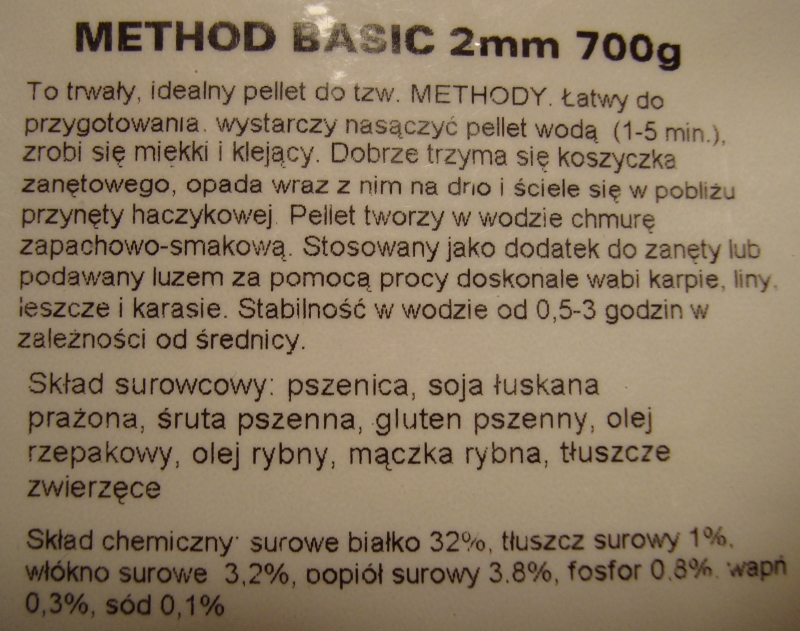 METHOD BASIC 2mm 700g
To trwały, idealny pellet do tzw. METHODY. Łatwy do
przygotowania. wystarczy nasączyć pellet wodą (1-5 min.),
zrobi się miękki i klejący. Dobrze trzyma się koszyczka
zanętowego, opada wraz z nim na dno i ściele się w pobliżu
przynęty haczykowej. Pellet tworzy w wodzie chmurę
zapachowo-smakową. Stosowany jako dodatek do zanęty lub
podawany luzem za pomocą procy doskonale wabi karpie, liny,
leszcze i karasie. Stabilność w wodzie od 0,5-3 godzin w
zależności od średnicy.
Skład surowcowy: pszenica, soja łuskana
prażona, śruta pszenna, gluten pszenny, olej
rzepakowy, olej rybny, mączka rybna, tłuszcze
zwierzęce
Skład chemiczny: surowe białko 32%, tłuszcz surowy 1%,
włókno surowe 3,2%, popiół surowy 3.8%, fosfor 0.8%. wapń
0,3%, sód 0,1%